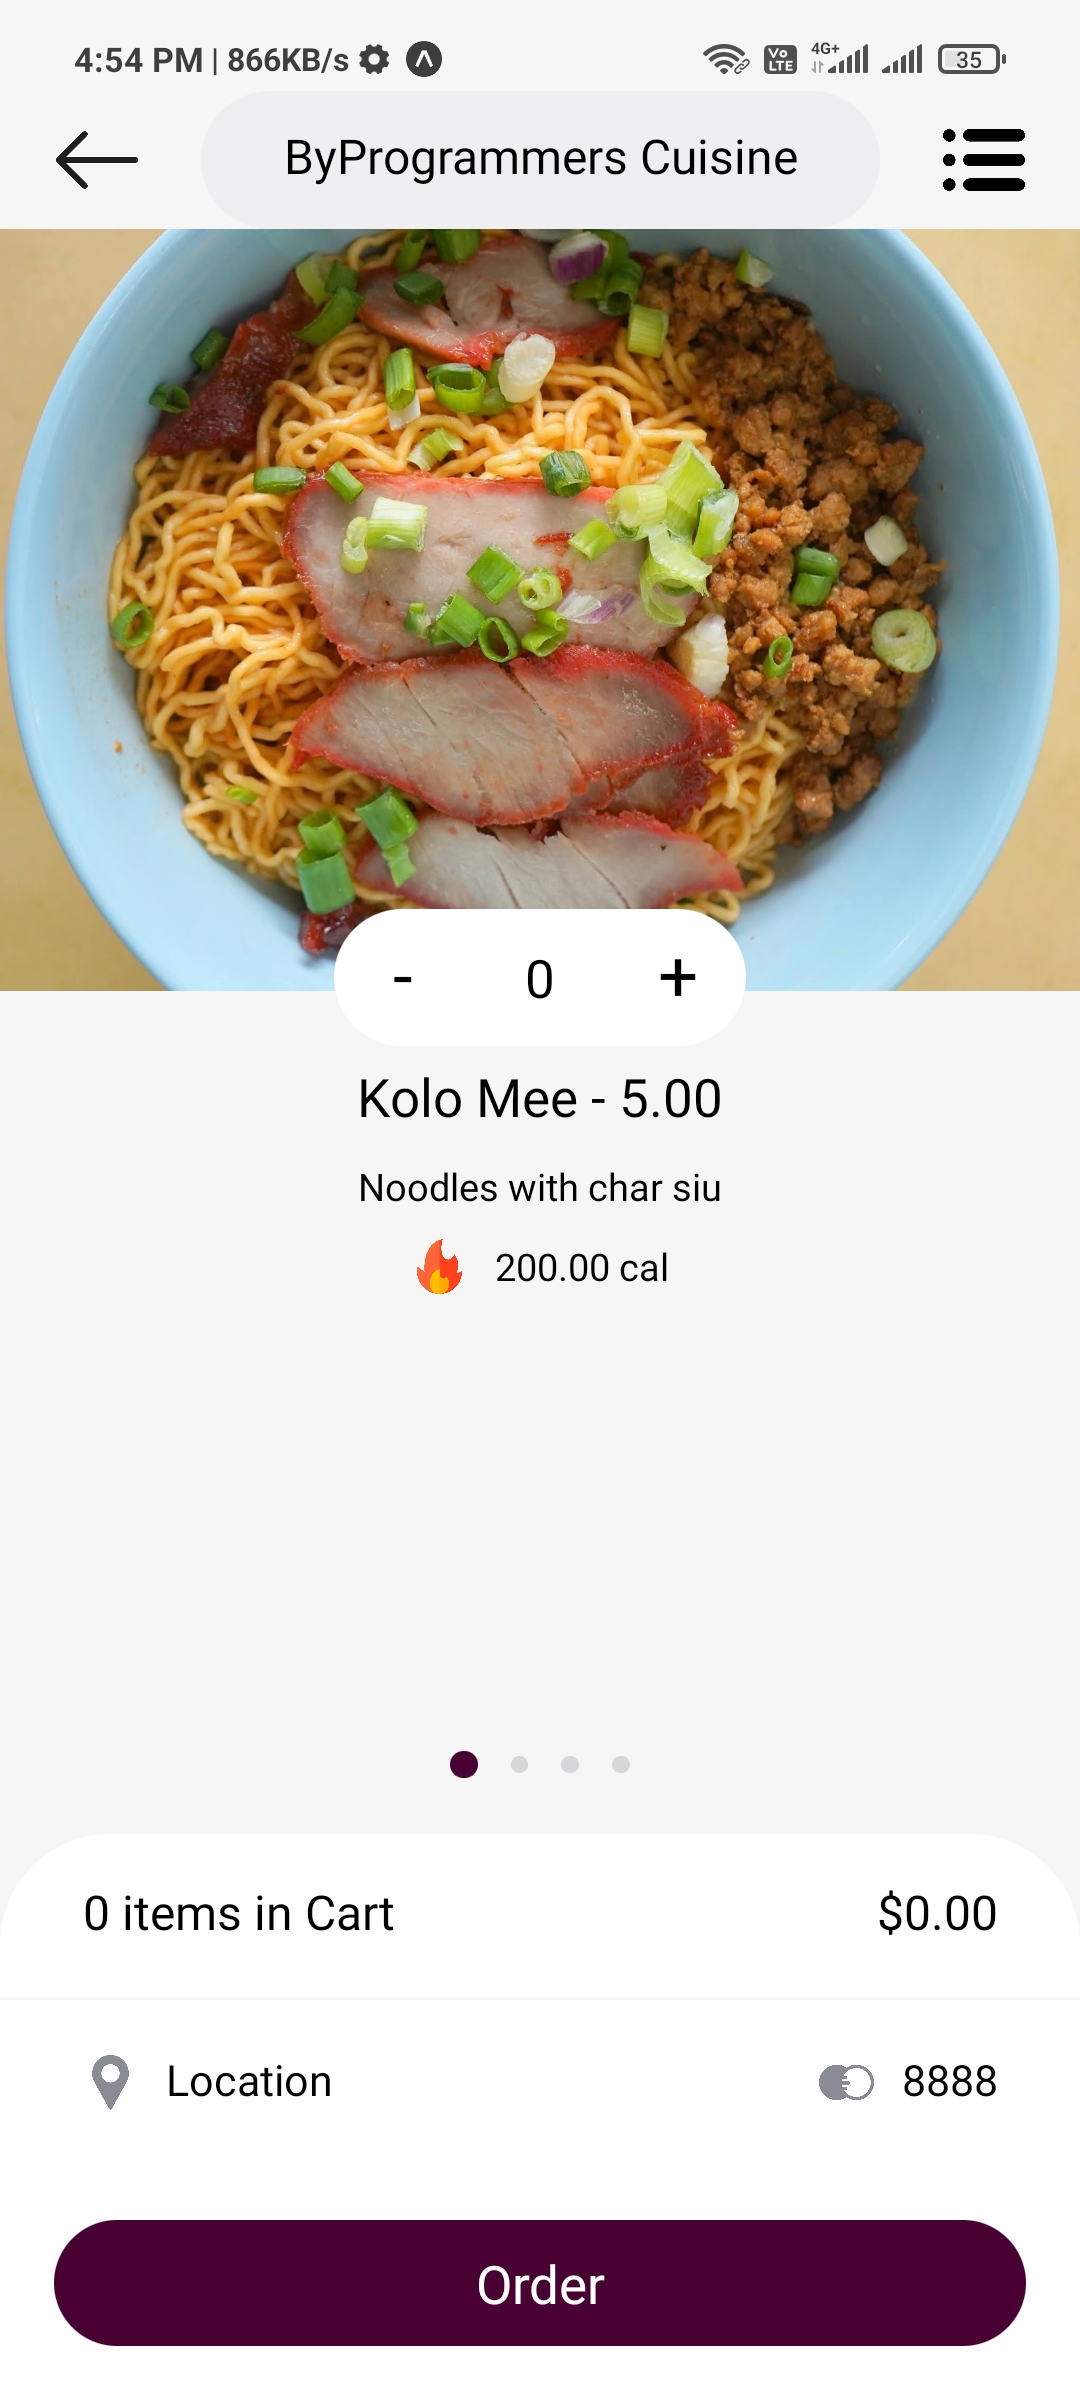 4:54 PM | 866KB/s
Vo LTE 4G+ 35
ByProgrammers Cuisine
- 0 +
Kolo Mee - 5.00
Noodles with char siu
200.00 cal
0 items in Cart $0.00
Location 8888
Order